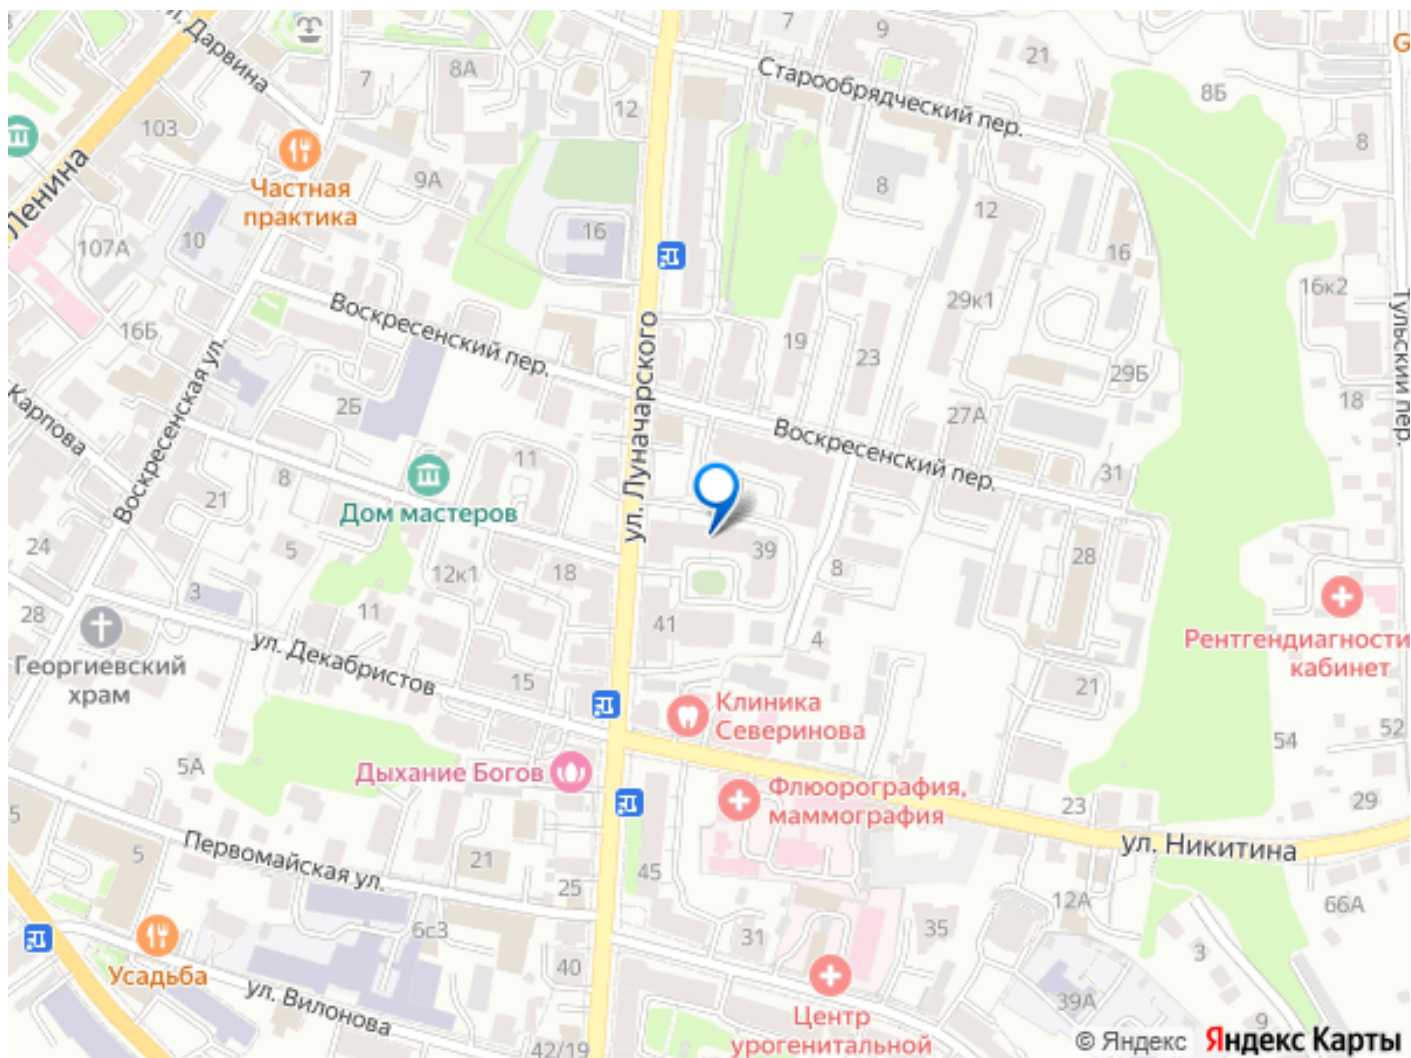 л. Дарвина
7
8А
12
7
9
21
G
Старообрядческий пер.
8Б
103
Ленина
Частная
практика
9А
8
8
12
107А
10
16
16
29к1
16к2
Воскресенский пер.
16Б
19
23
29Б
Тульский пер.
18
Воскресенская ул.
Карпова
2Б
ул. Луначарского
27А
Воскресенский пер.
31
8
11
21
Дом мастеров
24
5
39
28
3
12к1
18
8
28
11
41
4
Георгиевский
храм
ул. Декабристов
15
21
Рентгендиагности
кабинет
Клиника
Северинова
52
54
5А
Дыхание Богов
Флюорография,
маммография
23
29
ул. Никитина
5
5
Первомайская ул.
21
25
45
12А
66А
6с3
31
35
3
Усадьба
40
ул. Вилонова
39А
9
Центр
урогенитальной
42/19
© Яндекс Яндекс Карты